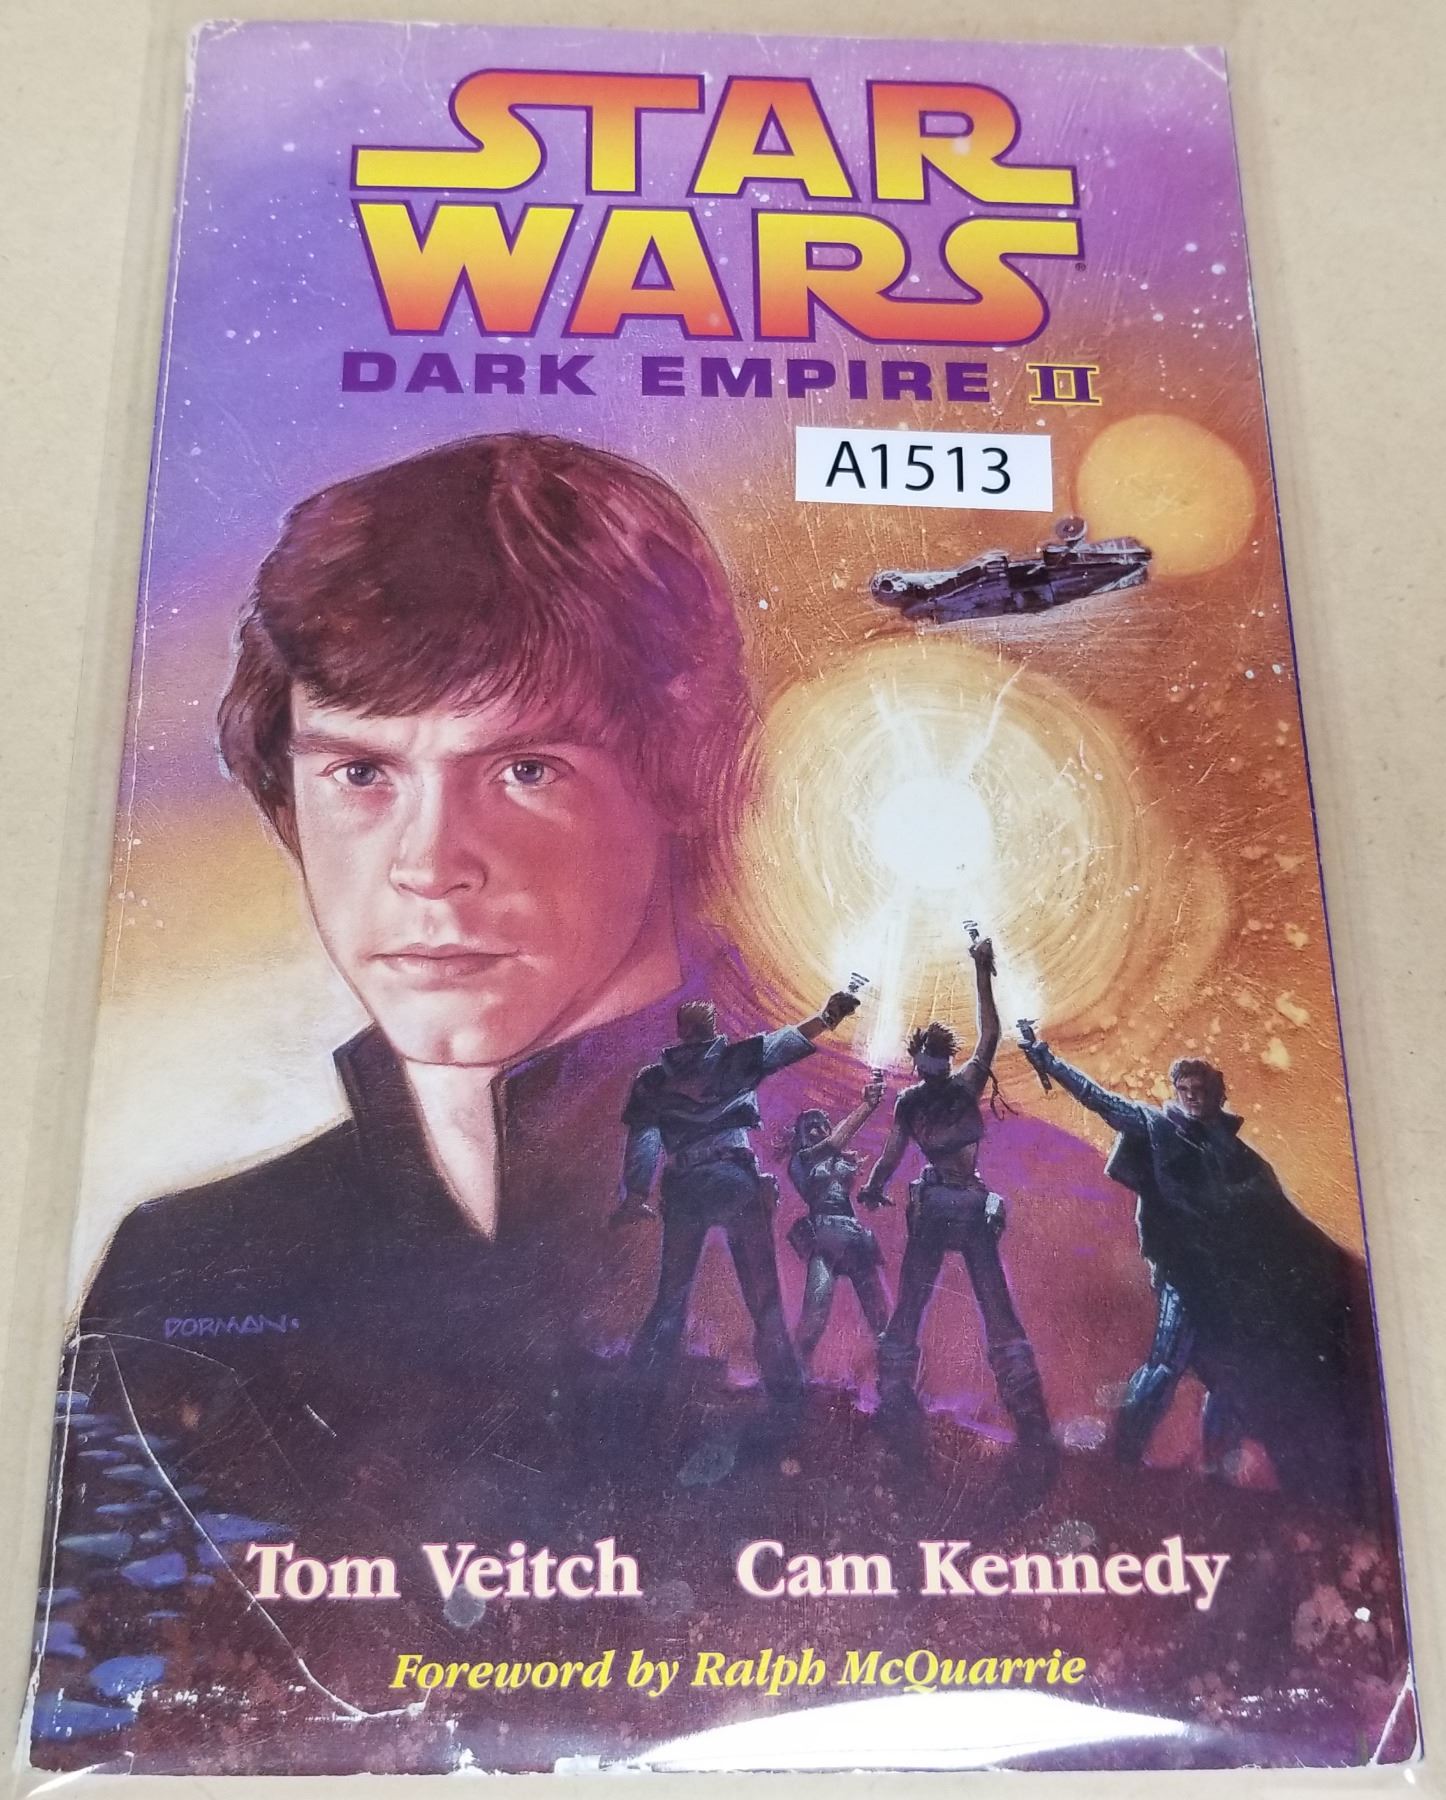 STAR
WARS®
DARK EMPIRE II
A1513
DORMAN.
Tom Veitch Cam Kennedy
Foreword by Ralph McQuarrie